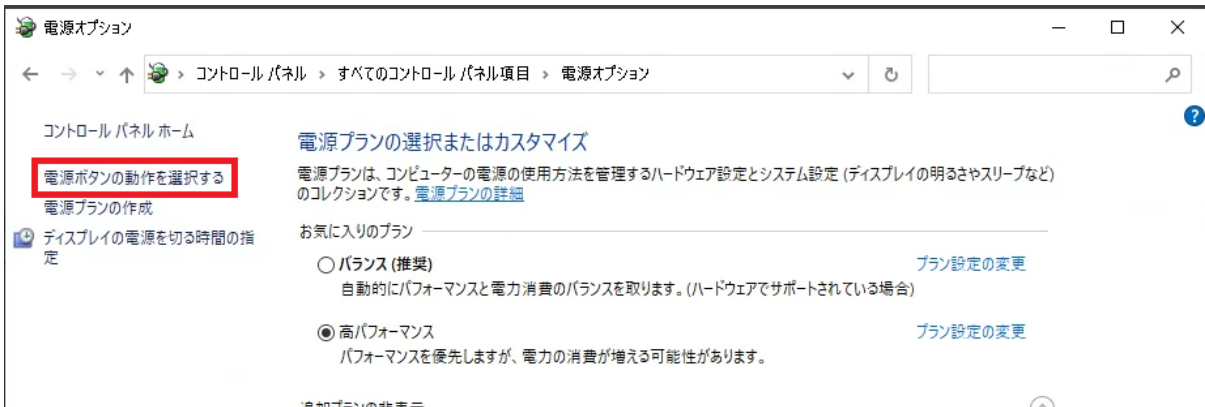 電源オプション
コントロール パネル › すべてのコントロール パネル項目 › 電源オプション
コントロール パネル ホーム
電源ボタンの動作を選択する
電源プランの作成
ディスプレイの電源を切る時間の指
定
電源プランの選択またはカスタマイズ
電源プランは、コンピューターの電源の使用方法を管理するハードウェア設定とシステム設定 (ディスプレイの明るさやスリープなど)
のコレクションです。電源プランの詳細
お気に入りのプラン
バランス (推奨) プラン設定の変更
自動的にパフォーマンスと電力消費のバランスを取ります。(ハードウェアでサポートされている場合)
高パフォーマンス プラン設定の変更
パフォーマンスを優先しますが、電力の消費が増える可能性があります。
追加プランの非表示